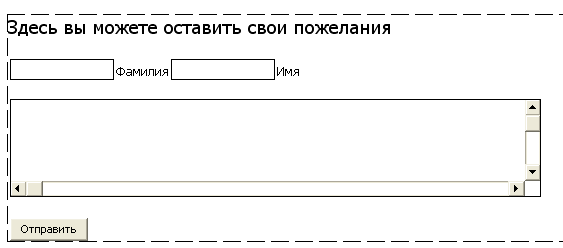 Здесь вы можете оставить свои пожелания
Фамилия Имя
Отправить